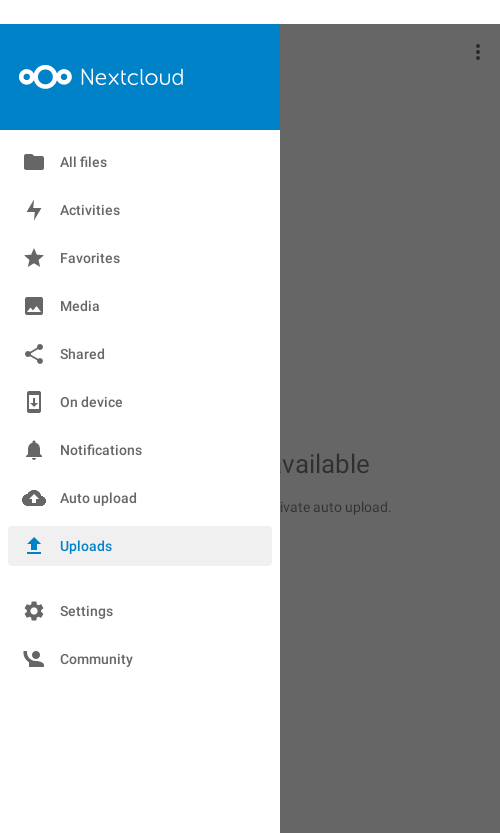 Nextcloud
All files
Activities
Favorites
Media
Shared
On device
Notifications
Auto upload
Uploads
Settings
Community
vailable
ivate auto upload.